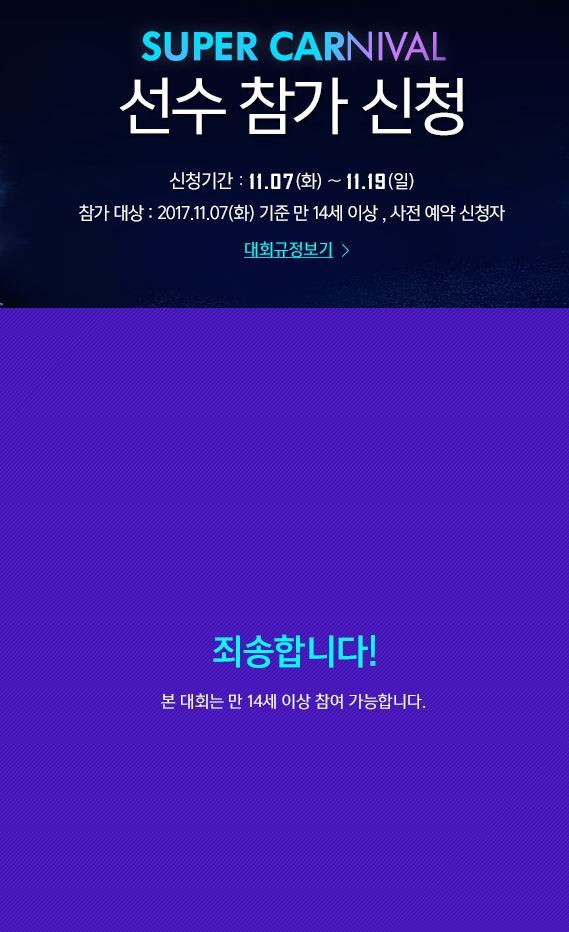 SUPER CARNIVAL
선수 참가 신청
신청기간 : 11.07(화) ~ 11.19(일)
참가 대상 : 2017.11.07(화) 기준 만 14세 이상 , 사전 예약 신청자
대회규정보기 >
죄송합니다!
본 대회는 만 14세 이상 참여 가능합니다.